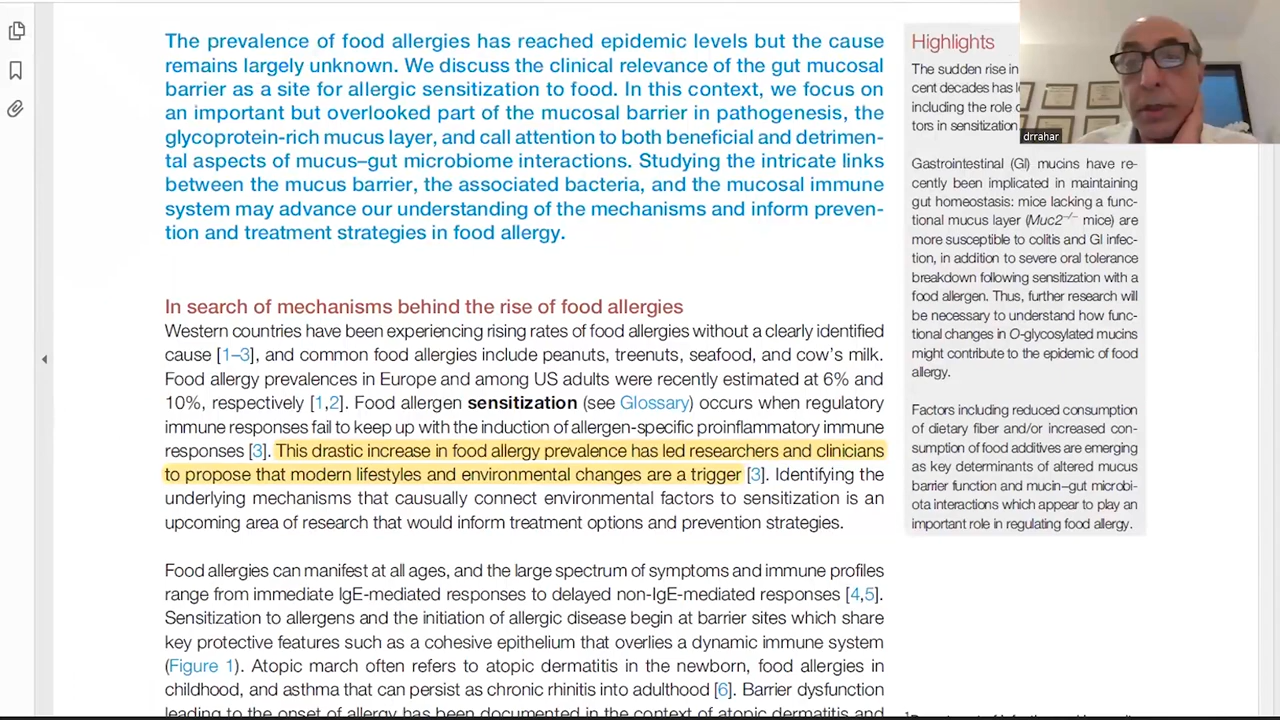 The prevalence of food allergies has reached epidemic levels but the cause
remains largely unknown. We discuss the clinical relevance of the gut mucosal
barrier as a site for allergic sensitization to food. In this context, we focus on
an important but overlooked part of the mucosal barrier in pathogenesis, the
glycoprotein-rich mucus layer, and call attention to both beneficial and detrimen-
tal aspects of mucus–gut microbiome interactions. Studying the intricate links
between the mucus barrier, the associated bacteria, and the mucosal immune
system may advance our understanding of the mechanisms and inform preven-
tion and treatment strategies in food allergy.
In search of mechanisms behind the rise of food allergies
Western countries have been experiencing rising rates of food allergies without a clearly identified
cause [1–3], and common food allergies include peanuts, treenuts, seafood, and cow's milk.
Food allergy prevalences in Europe and among US adults were recently estimated at 6% and
10%, respectively [1,2]. Food allergen sensitization (see Glossary) occurs when regulatory
immune responses fail to keep up with the induction of allergen-specific proinflammatory immune
responses [3]. This drastic increase in food allergy prevalence has led researchers and clinicians
to propose that modern lifestyles and environmental changes are a trigger [3]. Identifying the
underlying mechanisms that causually connect environmental factors to sensitization is an
upcoming area of research that would inform treatment options and prevention strategies.
Food allergies can manifest at all ages, and the large spectrum of symptoms and immune profiles
range from immediate IgE-mediated responses to delayed non-IgE-mediated responses [4,5].
Sensitization to allergens and the initiation of allergic disease begin at barrier sites which share
key protective features such as a cohesive epithelium that overlies a dynamic immune system
(Figure 1). Atopic march often refers to atopic dermatitis in the newborn, food allergies in
childhood, and asthma that can persist as chronic rhinitis into adulthood [6]. Barrier dysfunction
leading to the onset of allergy has been documented in the context of atopic dermatitis and
Highlights
The sudden rise in
cent decades has l
including the role o
tors in sensitization
Gastrointestinal (GI) mucins have re-
cently been implicated in maintaining
gut homeostasis: mice lacking a func-
tional mucus layer (Muc2⁻/⁻ mice) are
more susceptible to colitis and GI infec-
tion, in addition to severe oral tolerance
breakdown following sensitization with a
food allergen. Thus, further research will
be necessary to understand how func-
tional changes in O-glycosylated mucins
might contribute to the epidemic of food
allergy.
Factors including reduced consumption
of dietary fiber and/or increased con-
sumption of food additives are emerging
as key determinants of altered mucus
barrier function and mucin–gut microbi-
ota interactions which appear to play an
important role in regulating food allergy.
drrahar